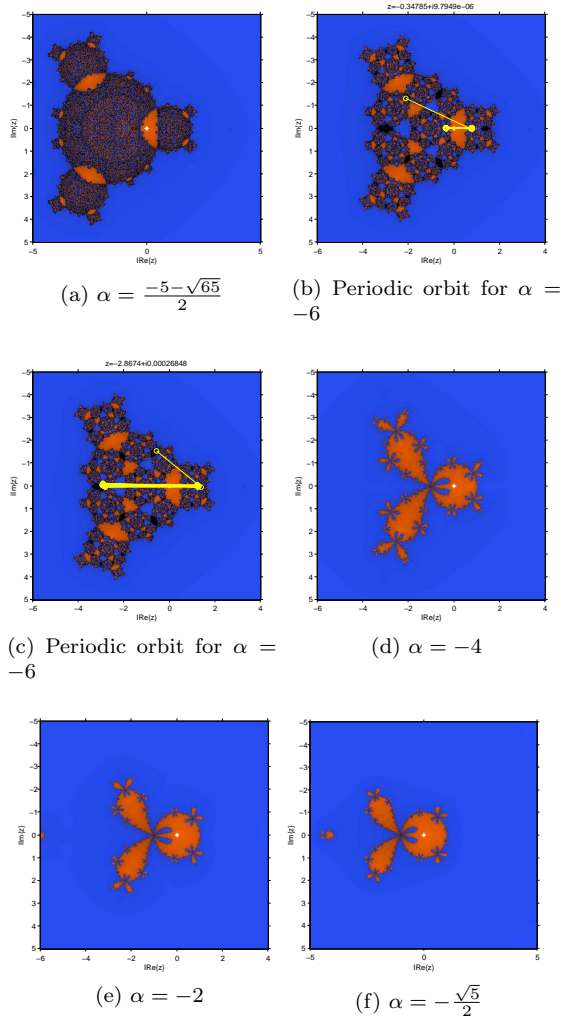 −5
−4
−3
−2
−1
0
1
2
3
4
5
IIm(z)
−5 0 5
IRe(z)
(a) α = \frac{−5−√65}{2}
z=−0.34785+i9.7949e−06
−5
−4
−3
−2
−1
0
1
2
3
4
5
IIm(z)
−6 −4 −2 0 2 4
IRe(z)
(b) Periodic orbit for α =
−6
z=−2.8674+i0.00026848
−5
−4
−3
−2
−1
0
1
2
3
4
5
IIm(z)
−6 −4 −2 0 2 4
IRe(z)
(c) Periodic orbit for α =
−6
−5
−4
−3
−2
−1
0
1
2
3
4
5
IIm(z)
−6 −4 −2 0 2 4
IRe(z)
(d) α = −4
−5
−4
−3
−2
−1
0
1
2
3
4
5
IIm(z)
−6 −4 −2 0 2 4
IRe(z)
(e) α = −2
−5
−4
−3
−2
−1
0
1
2
3
4
5
IIm(z)
−5 0 5
IRe(z)
(f) α = −\frac{√5}{2}